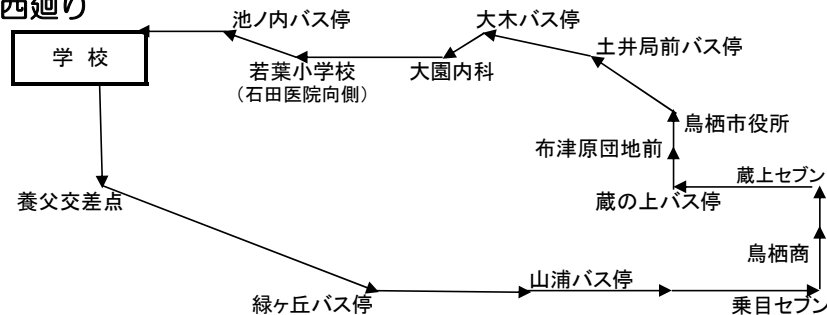 西廻り
池ノ内バス停
大木バス停
学 校
土井局前バス停
若葉小学校
(石田医院向側)
大園内科
鳥栖市役所
布津原団地前
蔵上セブン
養父交差点
蔵の上バス停
鳥栖商
山浦バス停
緑ヶ丘バス停
乗目セブン